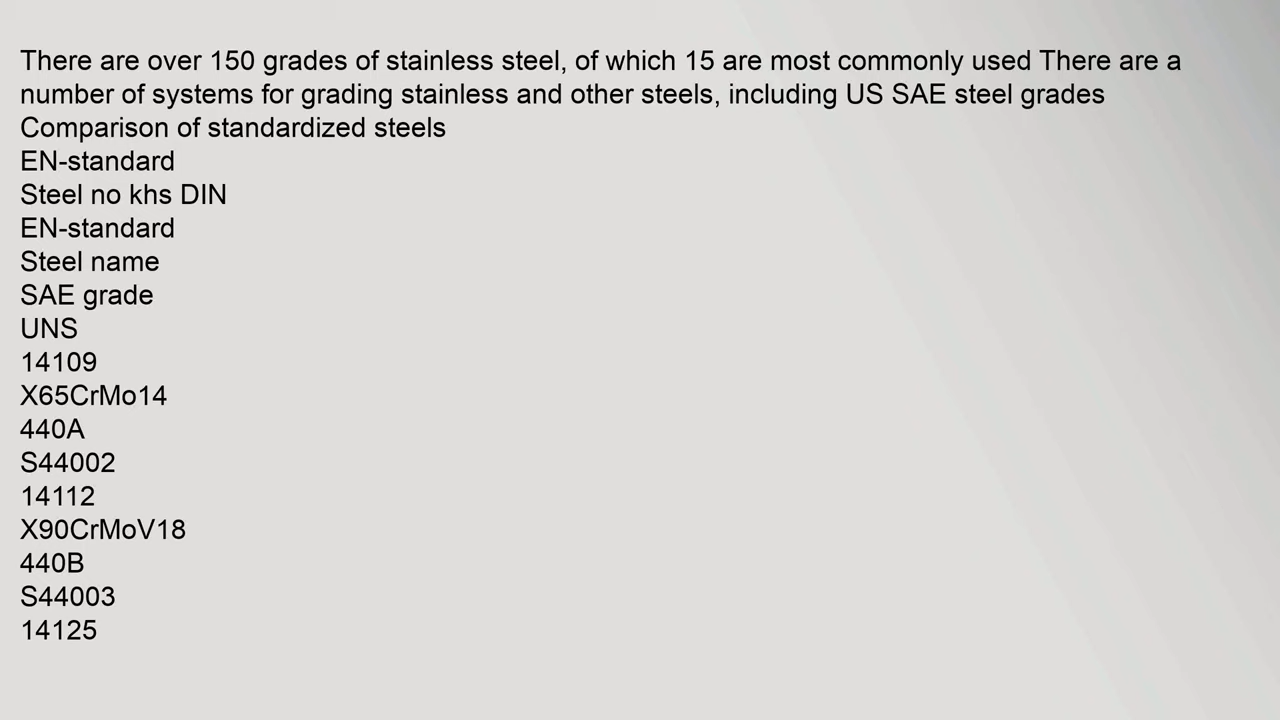 There are over 150 grades of stainless steel, of which 15 are most commonly used There are a
number of systems for grading stainless and other steels, including US SAE steel grades
Comparison of standardized steels
EN-standard
Steel no khs DIN
EN-standard
Steel name
SAE grade
UNS
14109
X65CrMo14
440A
S44002
14112
X90CrMoV18
440B
S44003
14125